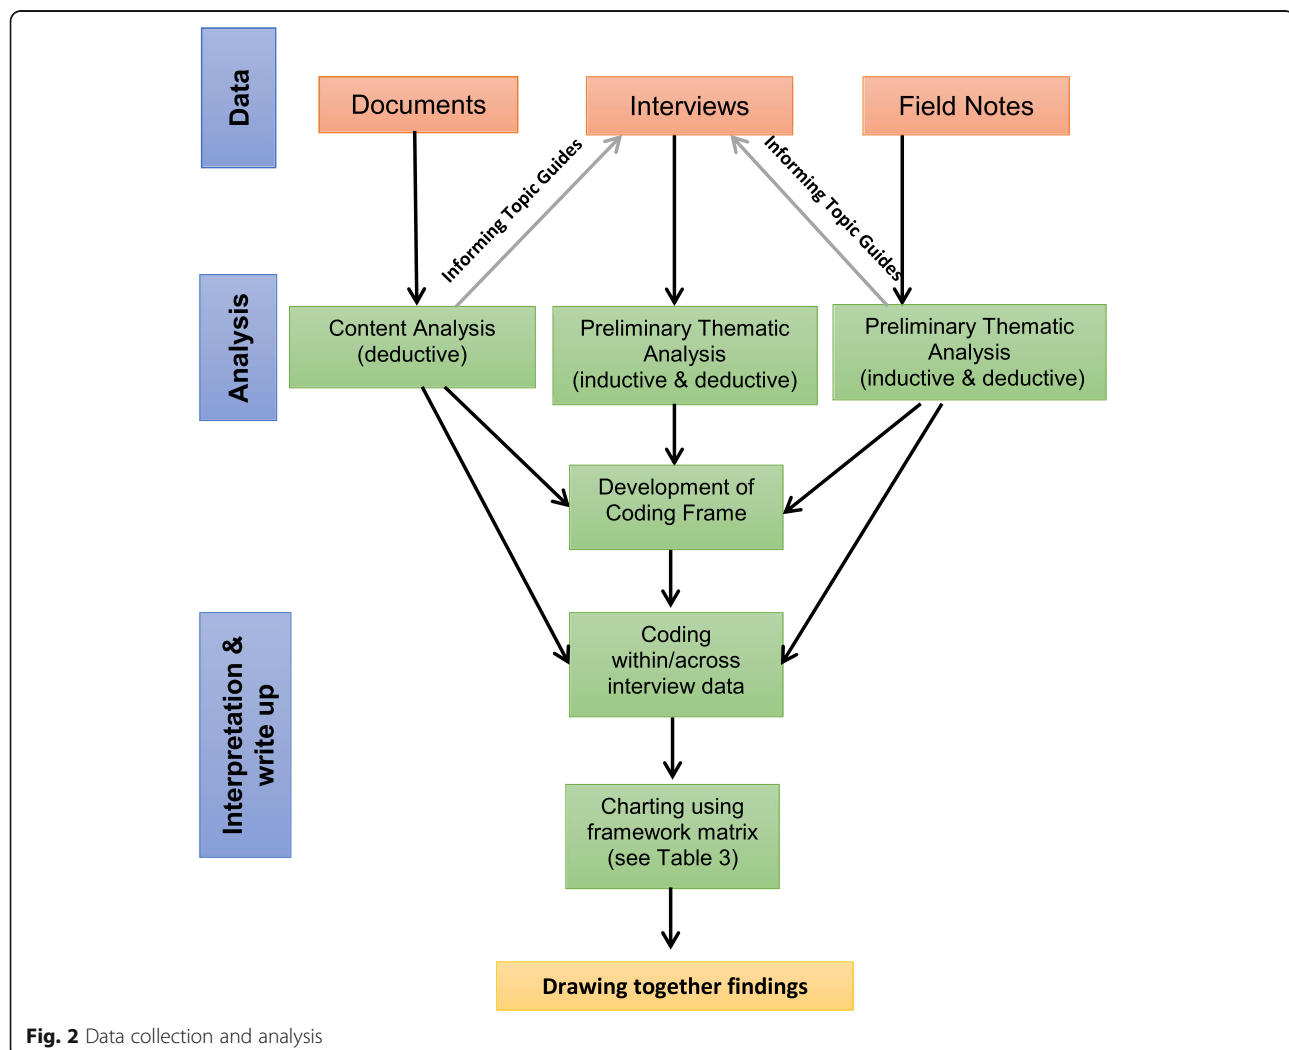 Data
Documents
Interviews
Field Notes
Informing Topic Guides
Informing Topic Guides
Analysis
Content Analysis
(deductive)
Preliminary Thematic
Analysis
(inductive & deductive)
Preliminary Thematic
Analysis
(inductive & deductive)
Development of
Coding Frame
Interpretation &
write up
Coding
within/across
interview data
Charting using
framework matrix
(see Table 3)
Drawing together findings
Fig. 2 Data collection and analysis